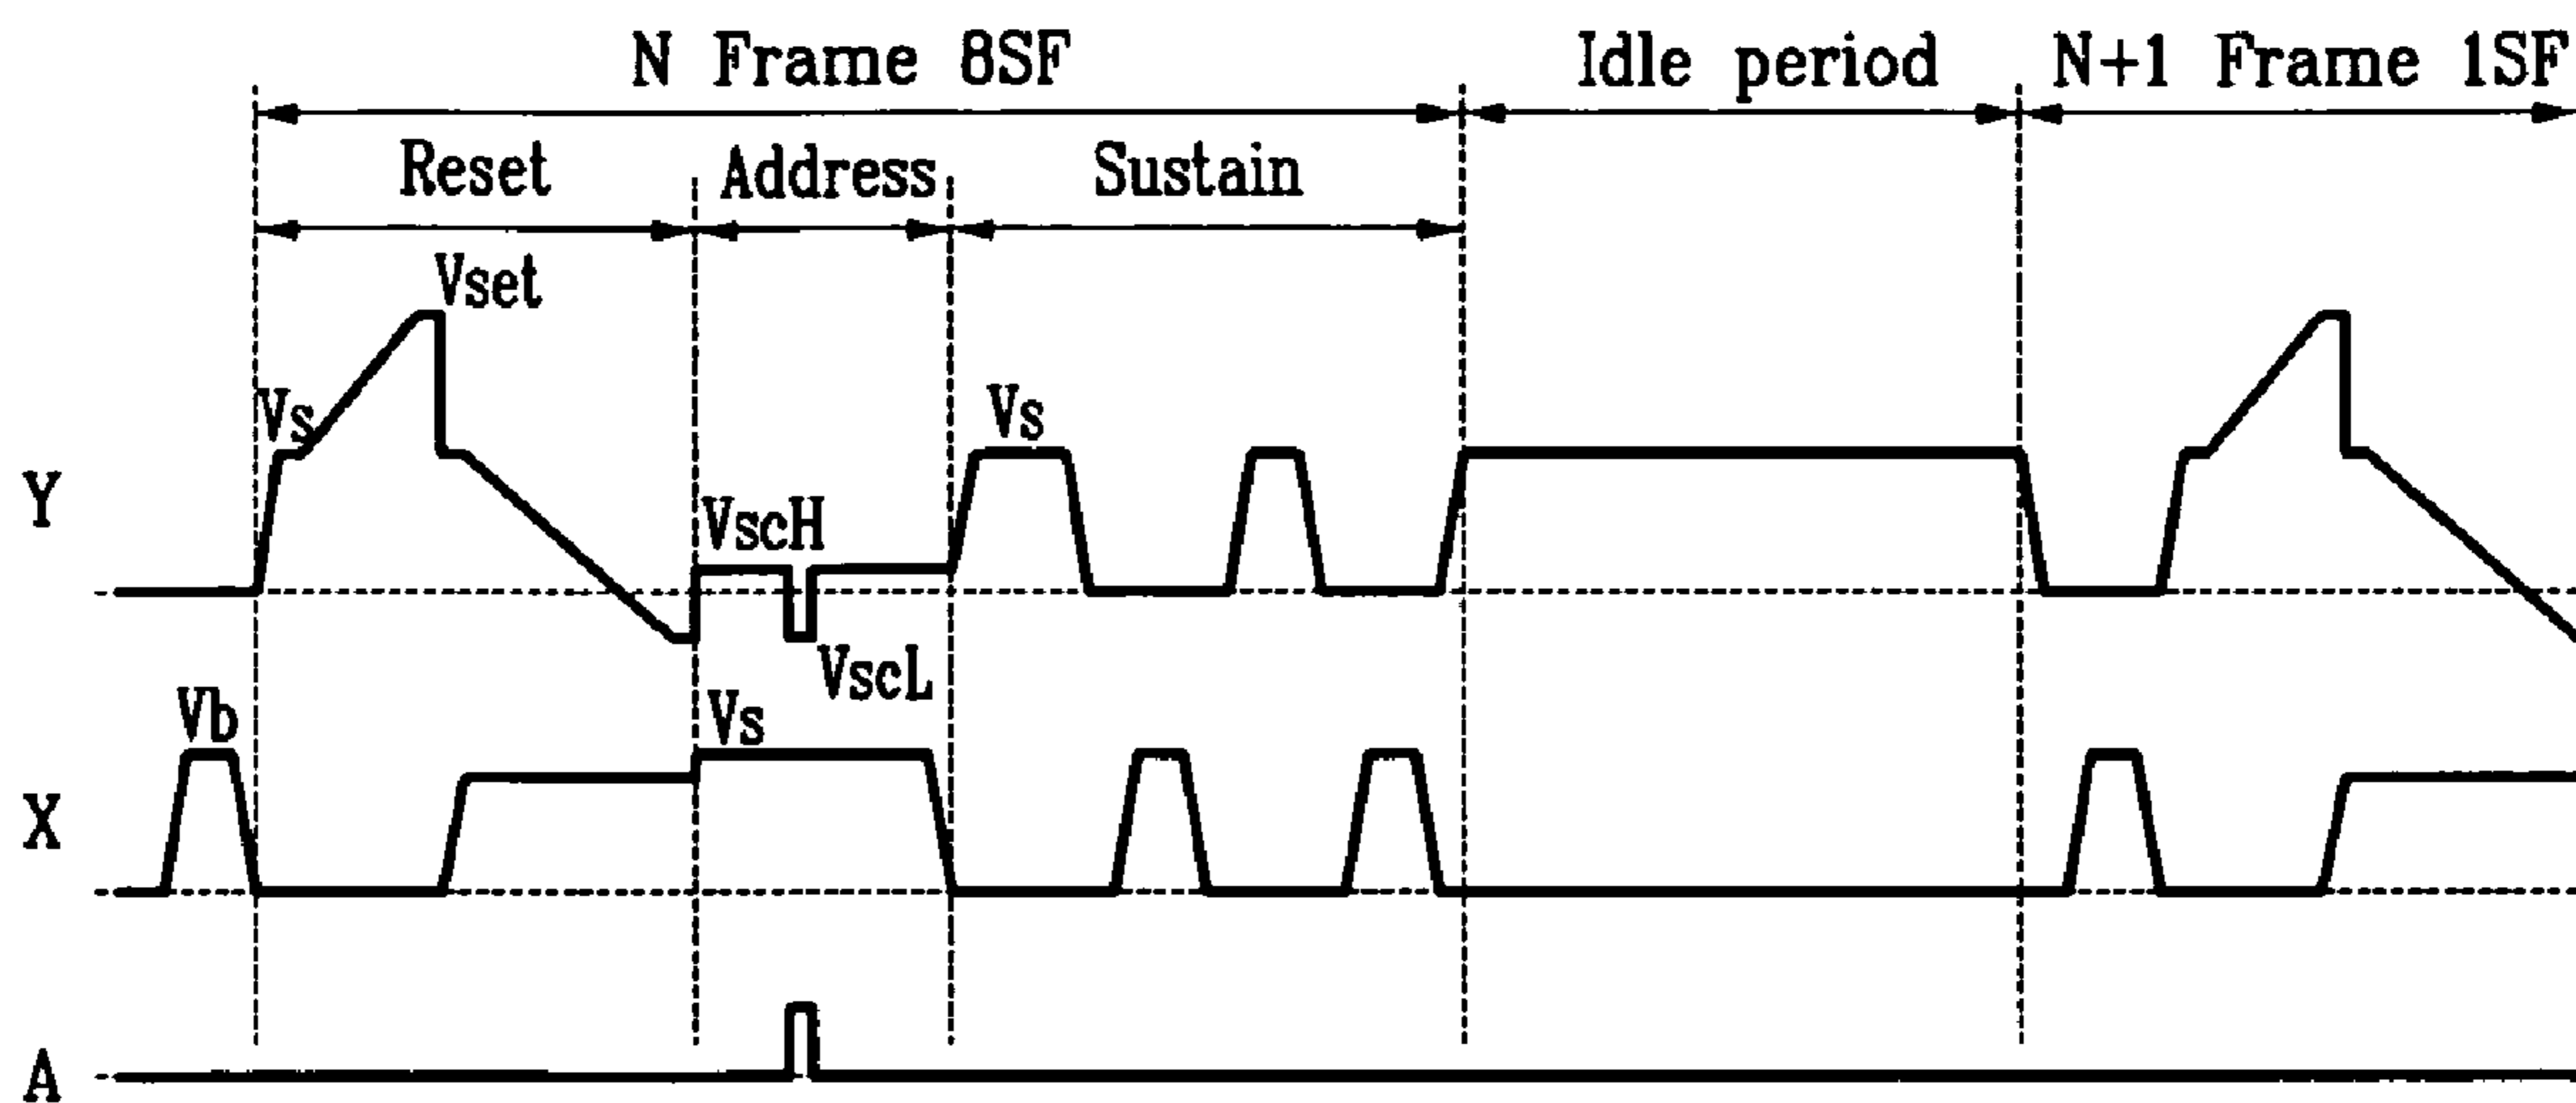 N Frame 8SF Idle period N+1 Frame 1SF
Reset Address Sustain
Vset
Vs Vs
Y VscH
VscL
Vb Vs
X
A